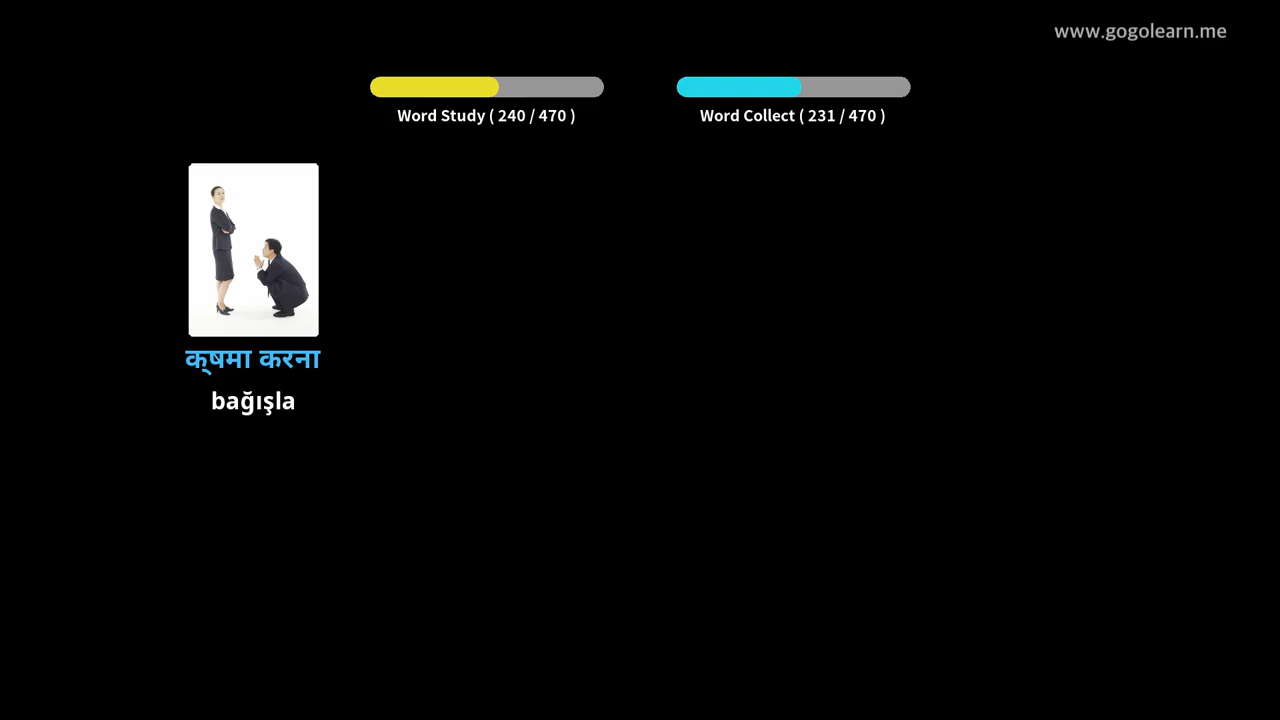 www.gogolearn.me
Word Study ( 240 / 470 )
Word Collect ( 231 / 470 )
क्षमा करना
bağışla